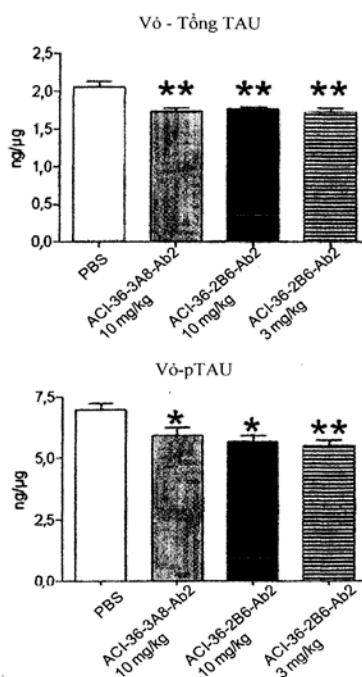 Vỏ - Tổng TAU
ng/µg
2,5
2,0
1,5
1,0
0,5
0,0
** ** **
PBS
ACI-36-3A8-Ab2
10 mg/kg
ACI-36-2B6-Ab2
10 mg/kg
ACI-36-2B6-Ab2
3 mg/kg
Vỏ-pTAU
ng/µg
7,5
5,0
2,5
0,0
* * **
PBS
ACI-36-3A8-Ab2
10 mg/kg
ACI-36-2B6-Ab2
10 mg/kg
ACI-36-2B6-Ab2
3 mg/kg